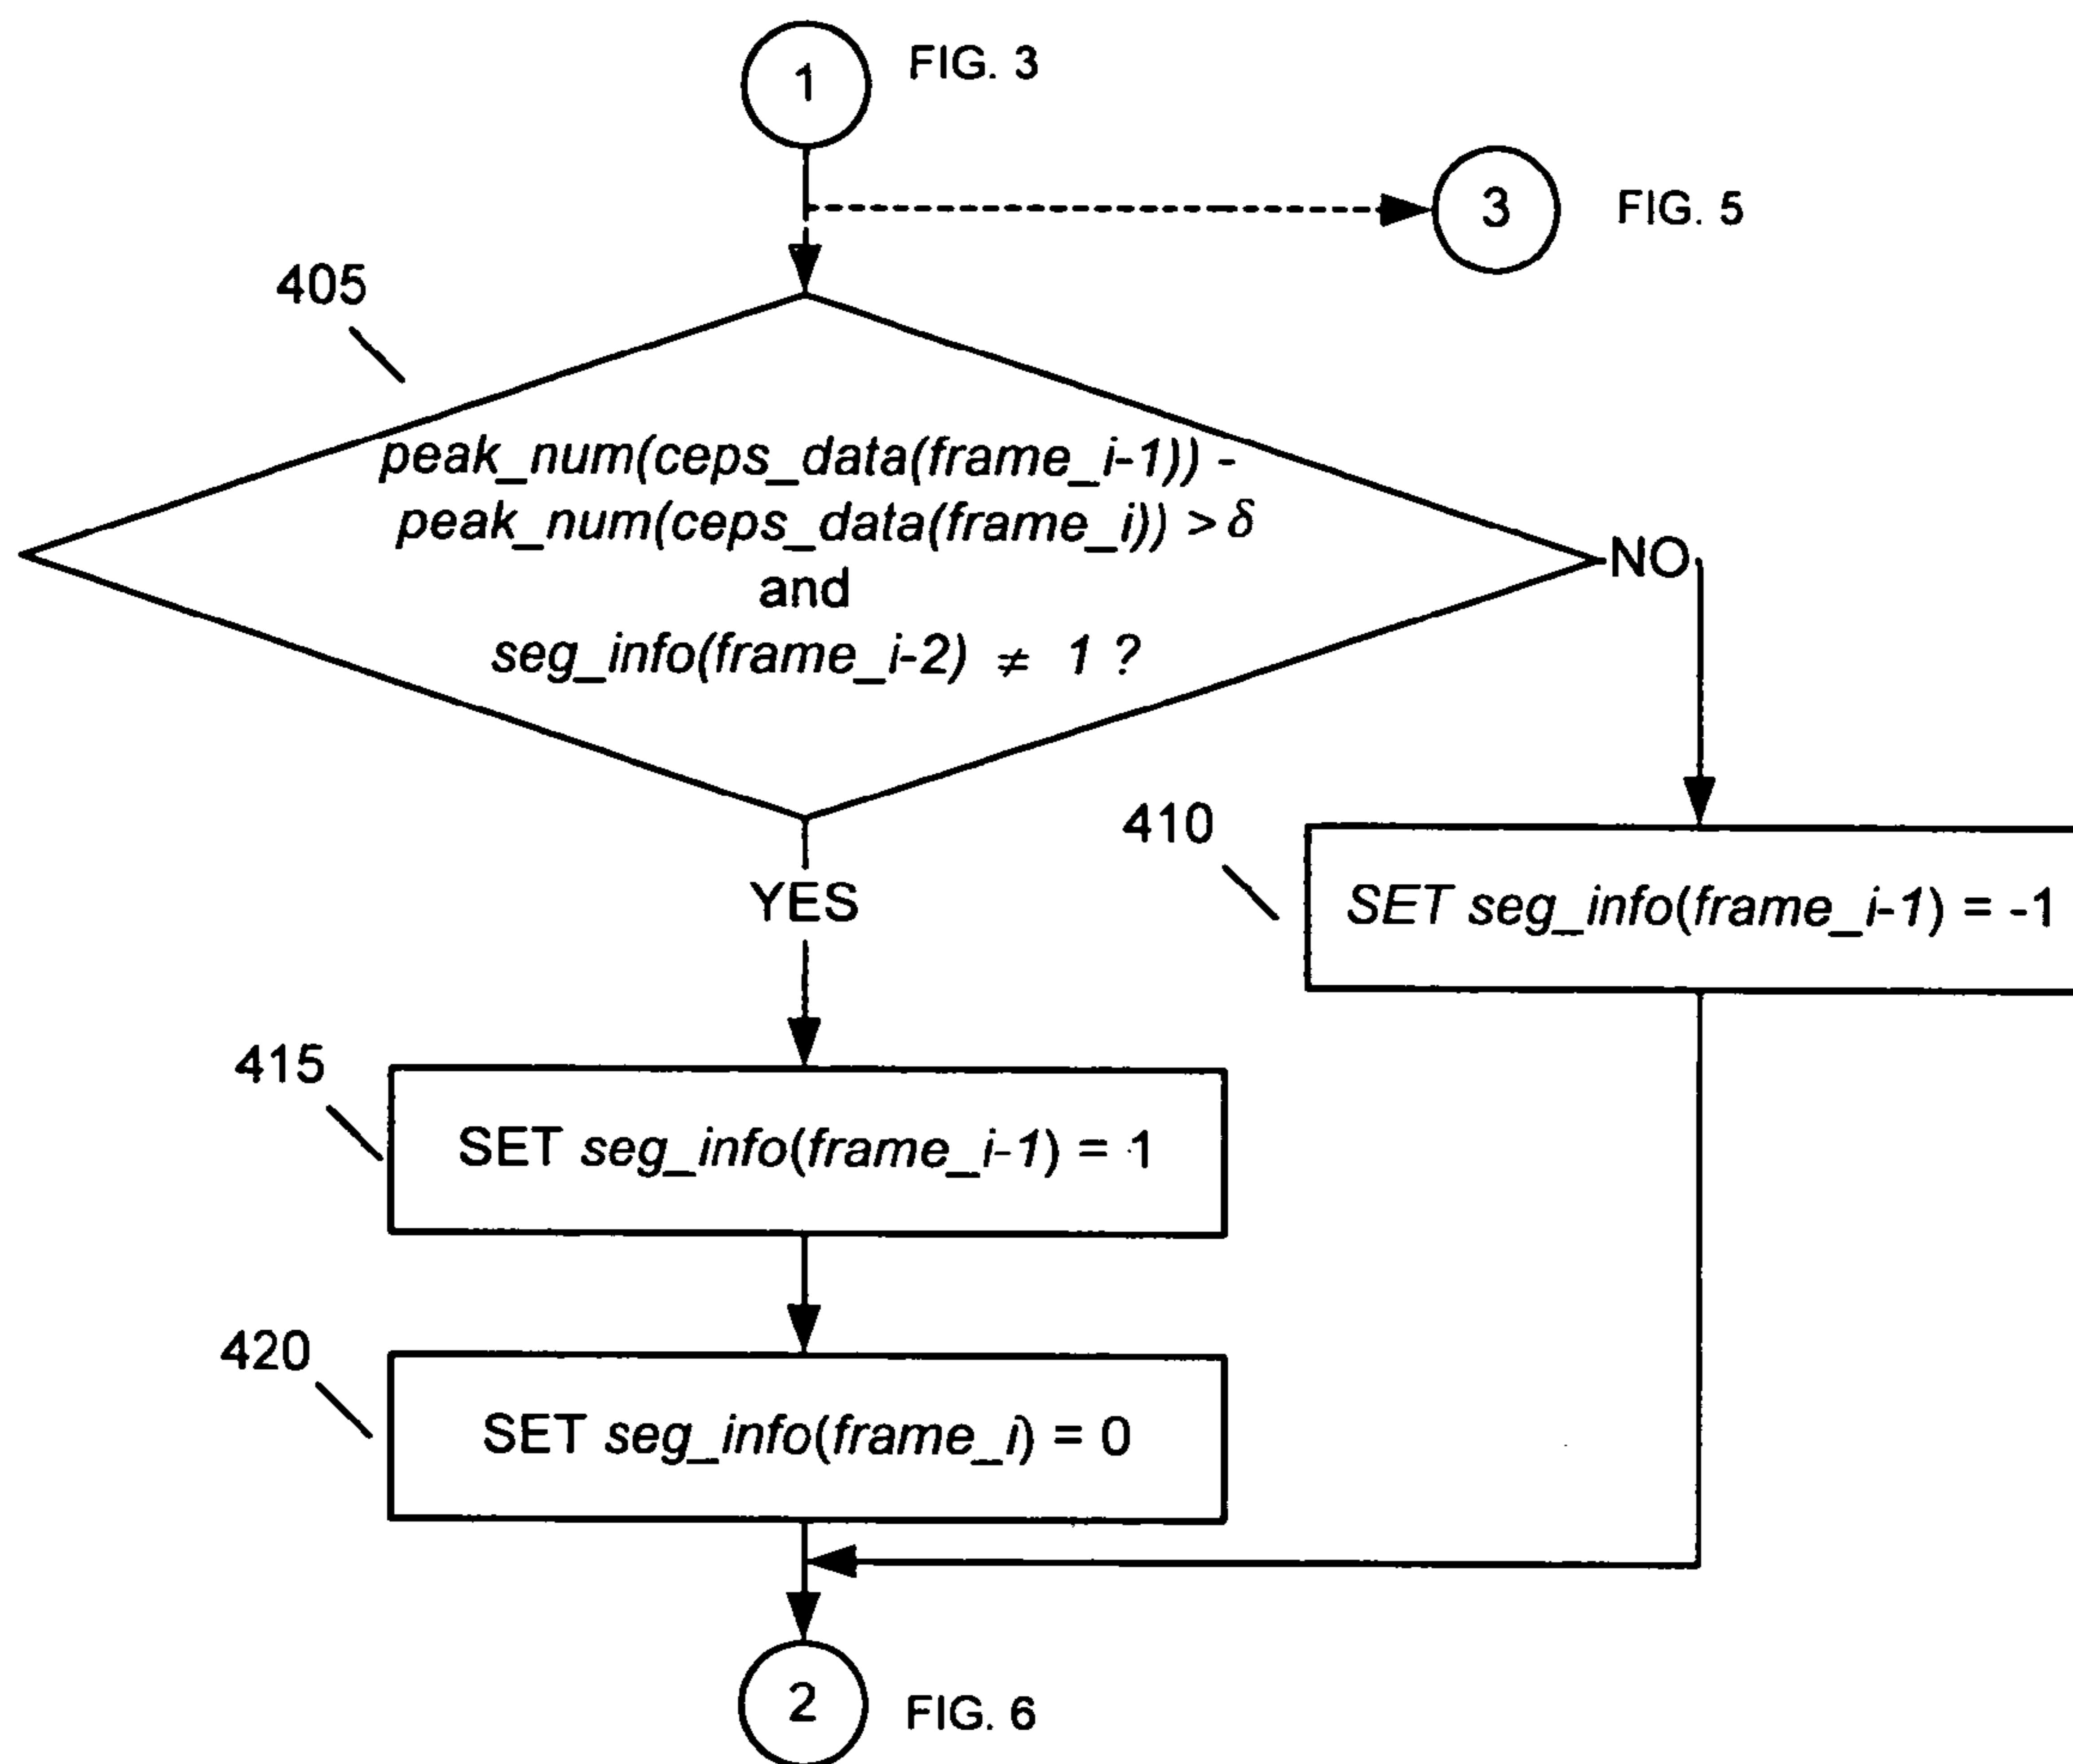 1
FIG. 3
3
FIG. 5
405
peak_num(ceps_data(frame_i-1)) -
peak_num(ceps_data(frame_i)) > δ
and
seg_info(frame_i-2) ≠ 1 ?
NO
YES
410
SET seg_info(frame_i-1) = -1
415
SET seg_info(frame_i-1) = 1
420
SET seg_info(frame_i) = 0
2
FIG. 6